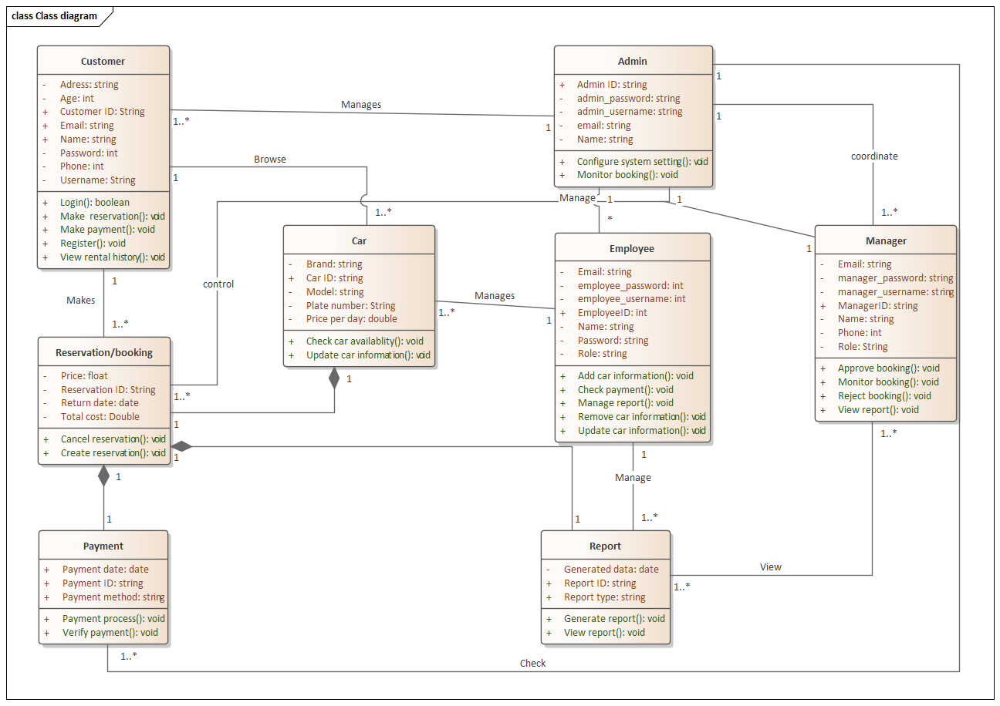 class Class diagram
Customer
- Adress: string
- Age: int
+ Customer ID: String
+ Email: string
+ Name: string
- Password: int
- Phone: int
- Username: String
+ Login(): boolean
+ Make reservation(): void
+ Make payment(): void
+ Register(): void
+ View rental history(): void
Manages
1..*
1
Browse
1
1..*
Admin
+ Admin ID: string
- admin_password: string
- admin_username: string
- email: string
- Name: string
+ Configure system setting(): void
+ Monitor booking(): void
1
1
coordinate
1..*
Manage
1
*
1
1
control
1..*
Car
- Brand: string
+ Car ID: string
- Model: string
- Plate number: String
- Price per day: double
+ Check car availablity(): void
+ Update car information(): void
Manages
1..*
1
Employee
- Email: string
- employee_password: int
- employee_username: int
+ EmployeeID: int
- Name: string
- Password: string
- Role: string
+ Add car information(): void
+ Check payment(): void
+ Manage report(): void
+ Remove car information(): void
+ Update car information(): void
Manager
- Email: string
- manager_password: string
- manager_username: string
+ ManagerID: string
- Name: string
- Phone: int
- Role: String
+ Approve booking(): void
+ Monitor booking(): void
+ Reject booking(): void
+ View report(): void
1
Makes
1..*
Reservation/booking
- Price: float
- Reservation ID: String
- Return date: date
- Total cost: Double
+ Cancel reservation(): void
+ Create reservation(): void
1
1
1
1
1
1
1
Manage
1..*
1..*
View
1..*
Payment
+ Payment date: date
+ Payment ID: string
+ Payment method: string
+ Payment process(): void
+ Verify payment(): void
1..*
Report
- Generated data: date
+ Report ID: string
+ Report type: string
+ Generate report(): void
+ View report(): void
Check